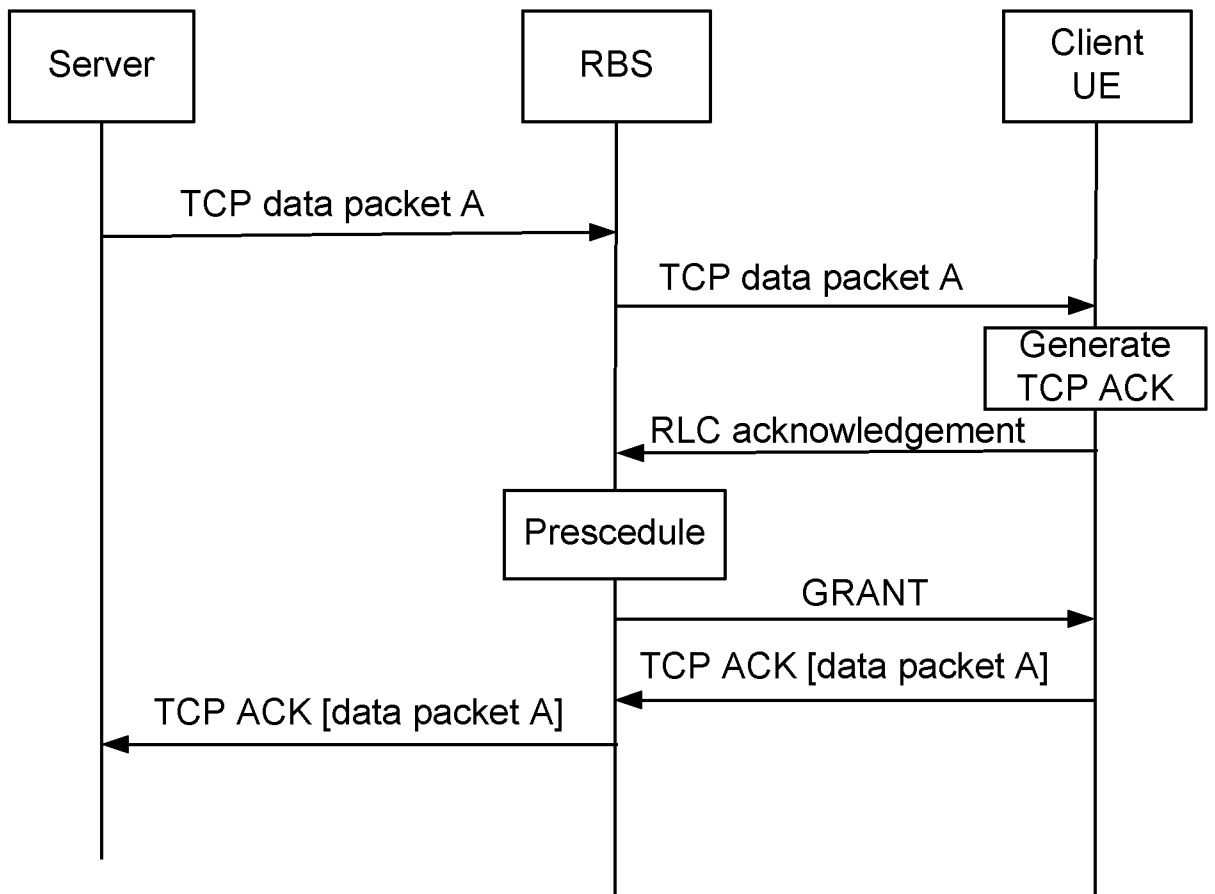 Server
RBS
Client
UE
TCP data packet A
TCP data packet A
Generate
TCP ACK
RLC acknowledgement
Prescedule
GRANT
TCP ACK [data packet A]
TCP ACK [data packet A]